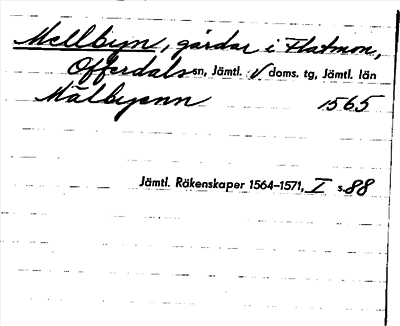 Mellbyn, gårdar i Flatmon,
Offerdals sn, Jämtl. V doms. tg, Jämtl. län
Mälbyenn 1565
Jämtl. Räkenskaper 1564–1571, I s. 88